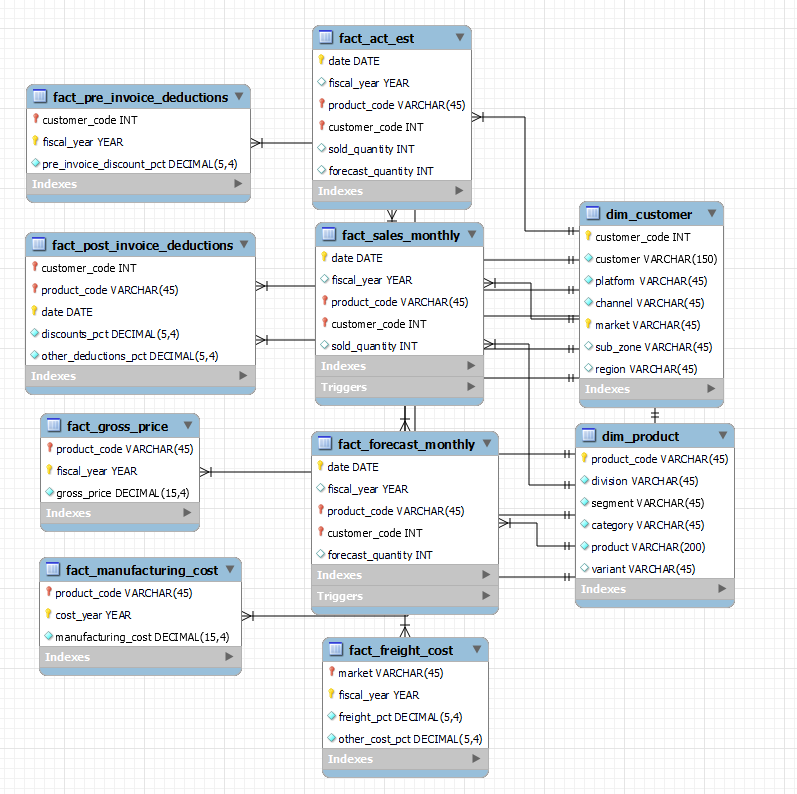 fact_act_est
date DATE
fiscal_year YEAR
product_code VARCHAR(45)
customer_code INT
sold_quantity INT
forecast_quantity INT
Indexes
fact_pre_invoice_deductions
customer_code INT
fiscal_year YEAR
pre_invoice_discount_pct DECIMAL(5,4)
Indexes
fact_post_invoice_deductions
customer_code INT
product_code VARCHAR(45)
date DATE
discounts_pct DECIMAL(5,4)
other_deductions_pct DECIMAL(5,4)
Indexes
fact_sales_monthly
date DATE
fiscal_year YEAR
product_code VARCHAR(45)
customer_code INT
sold_quantity INT
Indexes
Triggers
dim_customer
customer_code INT
customer VARCHAR(150)
platform VARCHAR(45)
channel VARCHAR(45)
market VARCHAR(45)
sub_zone VARCHAR(45)
region VARCHAR(45)
Indexes
fact_gross_price
product_code VARCHAR(45)
fiscal_year YEAR
gross_price DECIMAL(15,4)
Indexes
fact_forecast_monthly
date DATE
fiscal_year YEAR
product_code VARCHAR(45)
customer_code INT
forecast_quantity INT
Indexes
Triggers
dim_product
product_code VARCHAR(45)
division VARCHAR(45)
segment VARCHAR(45)
category VARCHAR(45)
product VARCHAR(200)
variant VARCHAR(45)
Indexes
fact_manufacturing_cost
product_code VARCHAR(45)
cost_year YEAR
manufacturing_cost DECIMAL(15,4)
Indexes
fact_freight_cost
market VARCHAR(45)
fiscal_year YEAR
freight_pct DECIMAL(5,4)
other_cost_pct DECIMAL(5,4)
Indexes